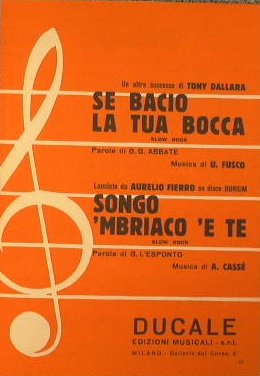 Un altro successo di TONY DALLARA
SE BACIO
LA TUA BOCCA
SLOW ROCK
Parole di G. G. ABBATE
Musica di U. FUSCO
Lanciata da AURELIO FIERRO su disco DURIUM
SONGO
'MBRIACO 'E TE
SLOW ROCK
Parole di O. L'ESPONTO
Musica di A. CASSÉ
DUCALE
EDIZIONI MUSICALI - s.r.l.
MILANO - Galleria del Corso, 2